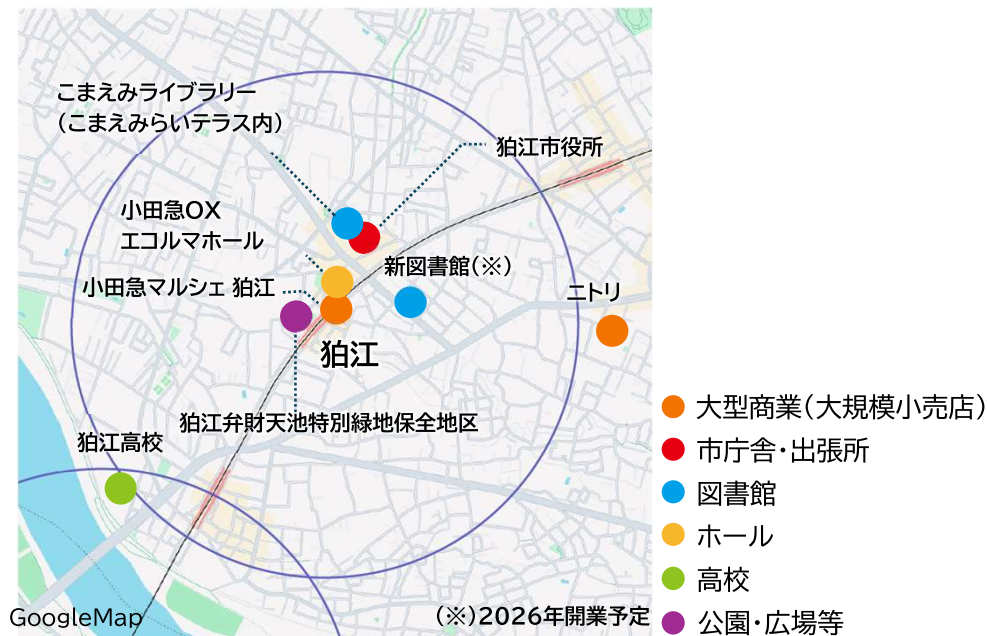 こまえみライブラリー
（こまえみらいテラス内）
狛江市役所
小田急OX
エコルマホール
新図書館（※）
小田急マルシェ 狛江
ニトリ
狛江
狛江弁財天池特別緑地保全地区
狛江高校
大型商業（大規模小売店）
市庁舎・出張所
図書館
ホール
高校
公園・広場等
GoogleMap
（※）2026年開業予定